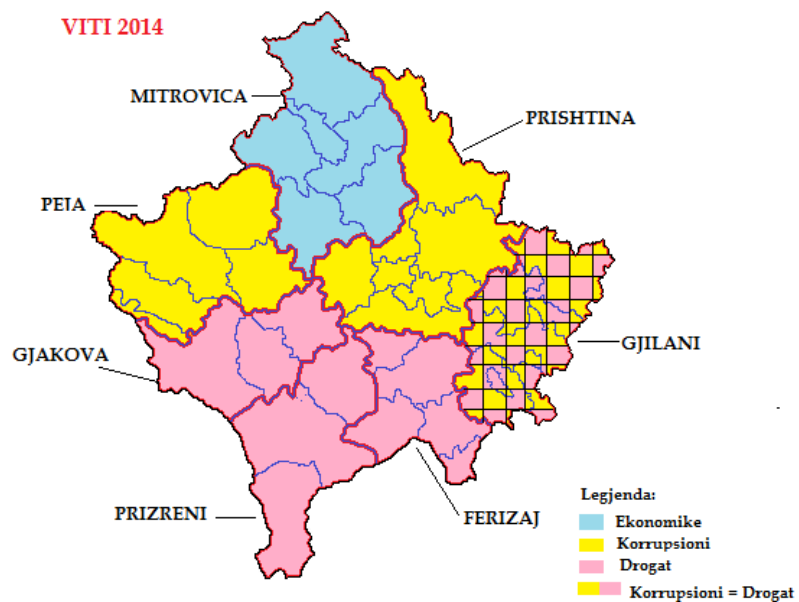 VITI 2014
MITROVICA
PRISHTINA
PEJA
GJAKOVA
GJILANI
PRIZRENI
FERIZAJ
Legjenda:
Ekonomike
Korrupsioni
Drogat
Korrupsioni = Drogat